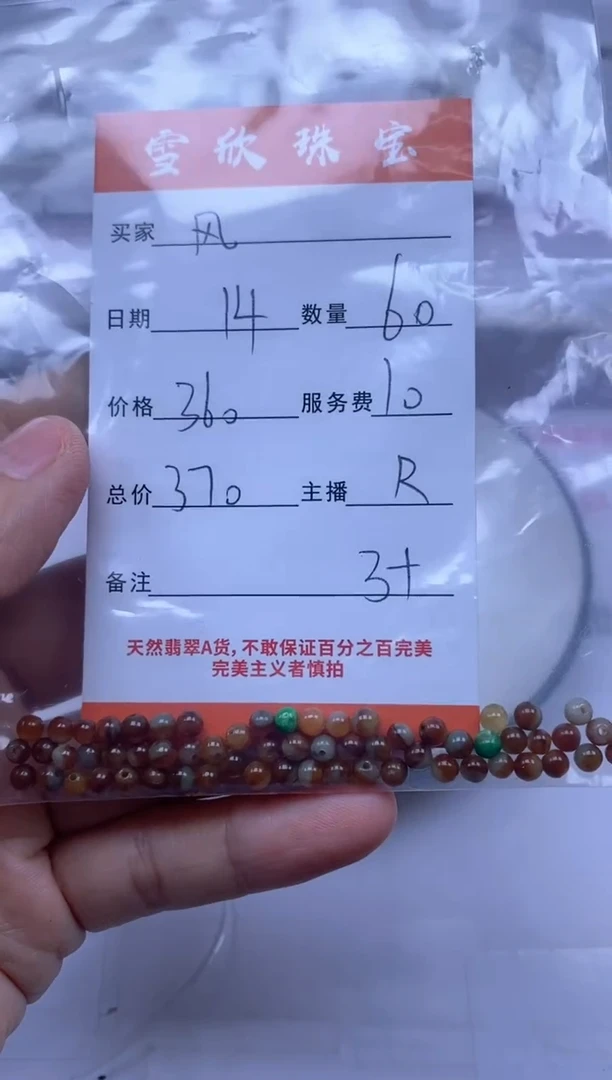 雪欣珠宝
买家 风
日期 14 数量 60
价格 360 服务费 10
总价 370 主播 R
备注 3+
天然翡翠A货,不敢保证百分之百完美
完美主义者慎拍